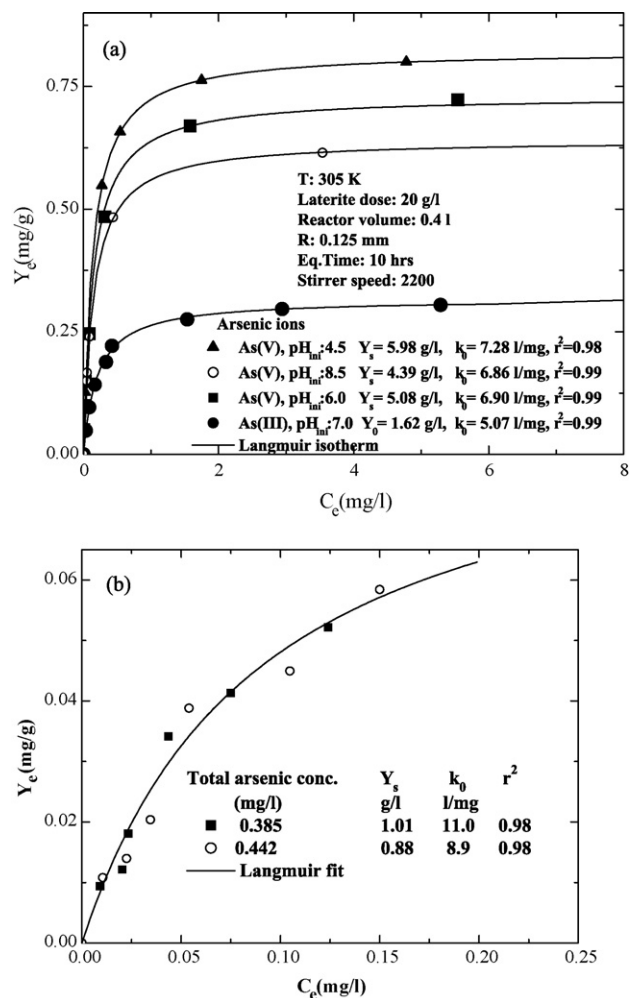 (a)
0.75
0.50
0.25
0.00
Y_e(mg/g)
T: 305 K
Laterite dose: 20 g/l
Reactor volume: 0.4 l
R: 0.125 mm
Eq.Time: 10 hrs
Stirrer speed: 2200
Arsenic ions
As(V), pH_ini:4.5 Y_s= 5.98 g/l, k_0= 7.28 l/mg, r²=0.98
As(V), pH_ini:8.5 Y_s= 4.39 g/l, k_0= 6.86 l/mg, r²=0.99
As(V), pH_ini:6.0 Y_s= 5.08 g/l, k_0= 6.90 l/mg, r²=0.99
As(III), pH_ini:7.0 Y_0= 1.62 g/l, k_0= 5.07 l/mg, r²=0.99
Langmuir isotherm
0 2 4 6 8
C_e(mg/l)
(b)
0.06
0.04
0.02
0.00
Y_e(mg/g)
Total arsenic conc. Y_s k_0 r²
(mg/l) g/l l/mg
0.385 1.01 11.0 0.98
0.442 0.88 8.9 0.98
Langmuir fit
0.00 0.05 0.10 0.15 0.20 0.25
C_e(mg/l)